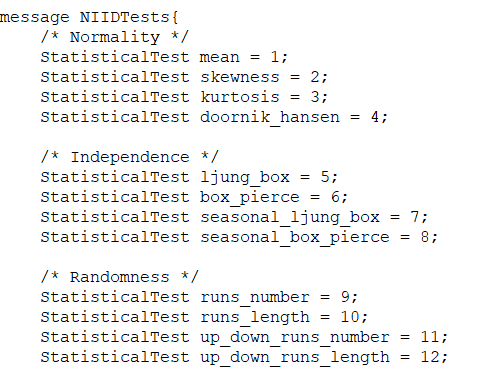 message NIIDTests{
/* Normality */
StatisticalTest mean = 1;
StatisticalTest skewness = 2;
StatisticalTest kurtosis = 3;
StatisticalTest doornik_hansen = 4;
/* Independence */
StatisticalTest ljung_box = 5;
StatisticalTest box_pierce = 6;
StatisticalTest seasonal_ljung_box = 7;
StatisticalTest seasonal_box_pierce = 8;
/* Randomness */
StatisticalTest runs_number = 9;
StatisticalTest runs_length = 10;
StatisticalTest up_down_runs_number = 11;
StatisticalTest up_down_runs_length = 12;